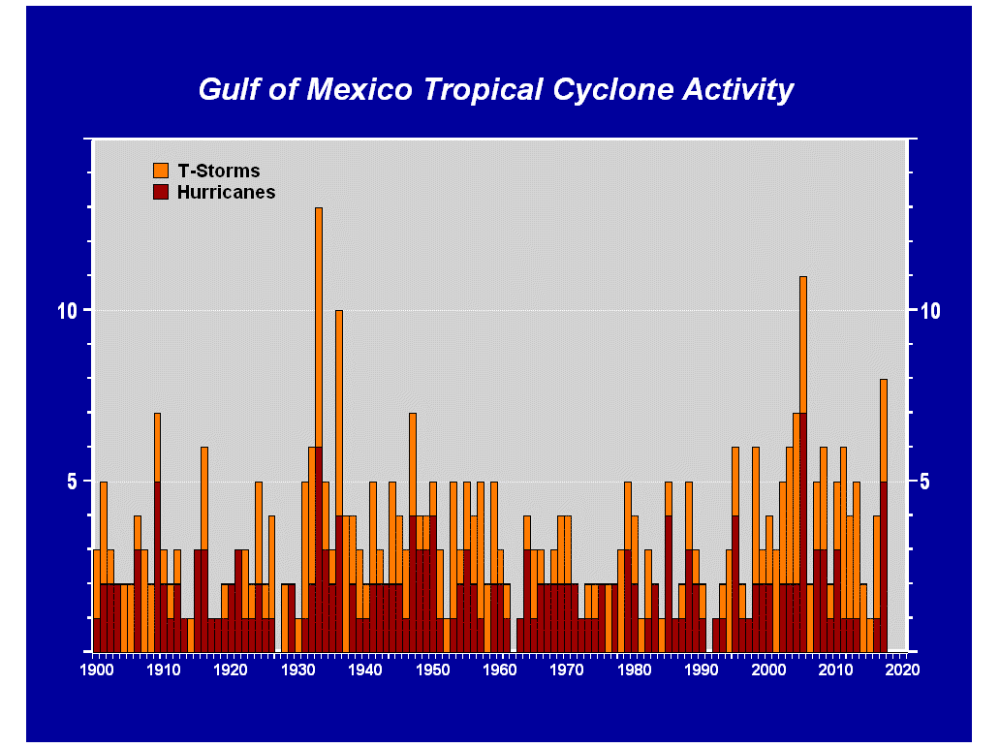 Gulf of Mexico Tropical Cyclone Activity
T-Storms
Hurricanes
10 10
5 5
1900 1910 1920 1930 1940 1950 1960 1970 1980 1990 2000 2010 2020